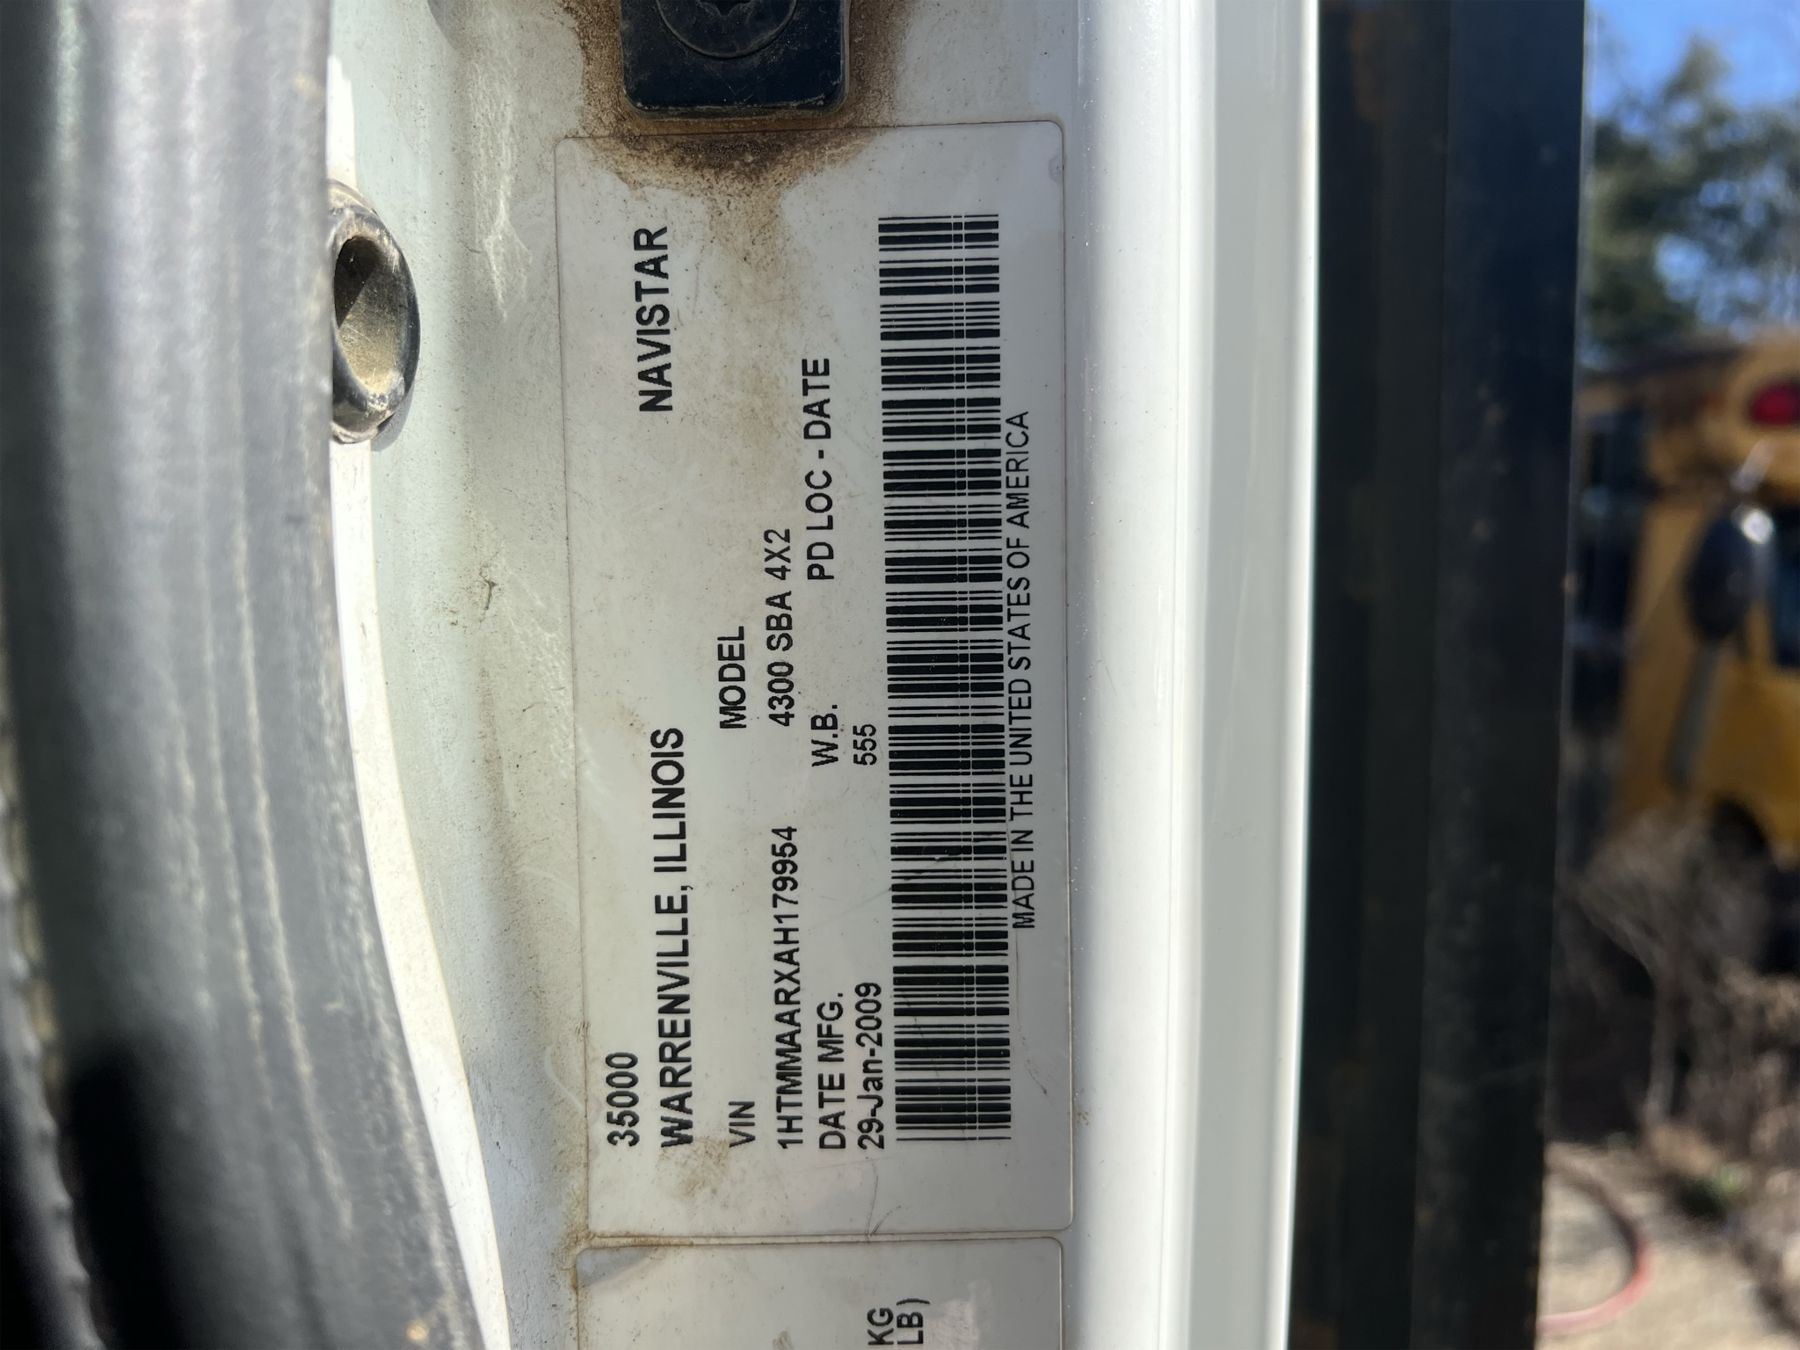 35000
WARRENVILLE, ILLINOIS
NAVISTAR
VIN
MODEL
1HTMMAARXAH179954
4300 SBA 4X2
DATE MFG.
W.B.
PD LOC - DATE
29-Jan-2009
555
MADE IN THE UNITED STATES OF AMERICA
KG
LB)